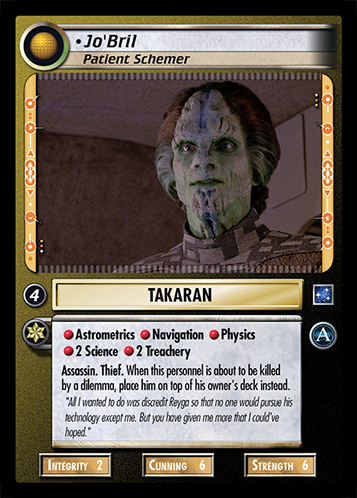 • Jo'Bril
Patient Schemer
4
TAKARAN
A
• Astrometrics • Navigation • Physics
• 2 Science • 2 Treachery
Assassin. Thief. When this personnel is about to be killed
by a dilemma, place him on top of his owner's deck instead.
"All I wanted to do was discredit Reyga so that no one would pursue his
technology except me. But you have given me more that I could've
hoped."
INTEGRITY 2 CUNNING 6 STRENGTH 6